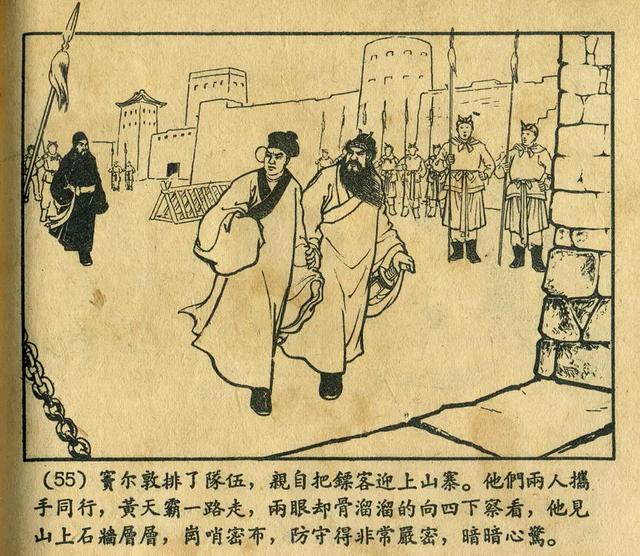 (55) 竇尔敦排了隊伍，親自把鏢客迎上山寨。他們兩人攜
手同行，黃天霸一路走，兩眼却骨溜溜的向四下察看，他見
山上石牆層層，崗哨密布，防守得非常嚴密，暗暗心驚。